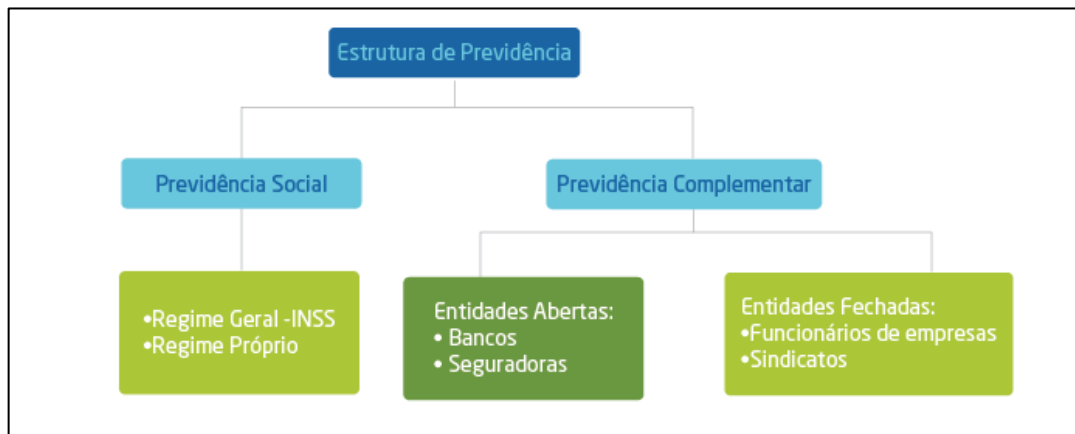 Estrutura de Previdência
Previdência Social
Previdência Complementar
•Regime Geral -INSS
•Regime Próprio
Entidades Abertas:
• Bancos
• Seguradoras
Entidades Fechadas:
•Funcionários de empresas
•Sindicatos